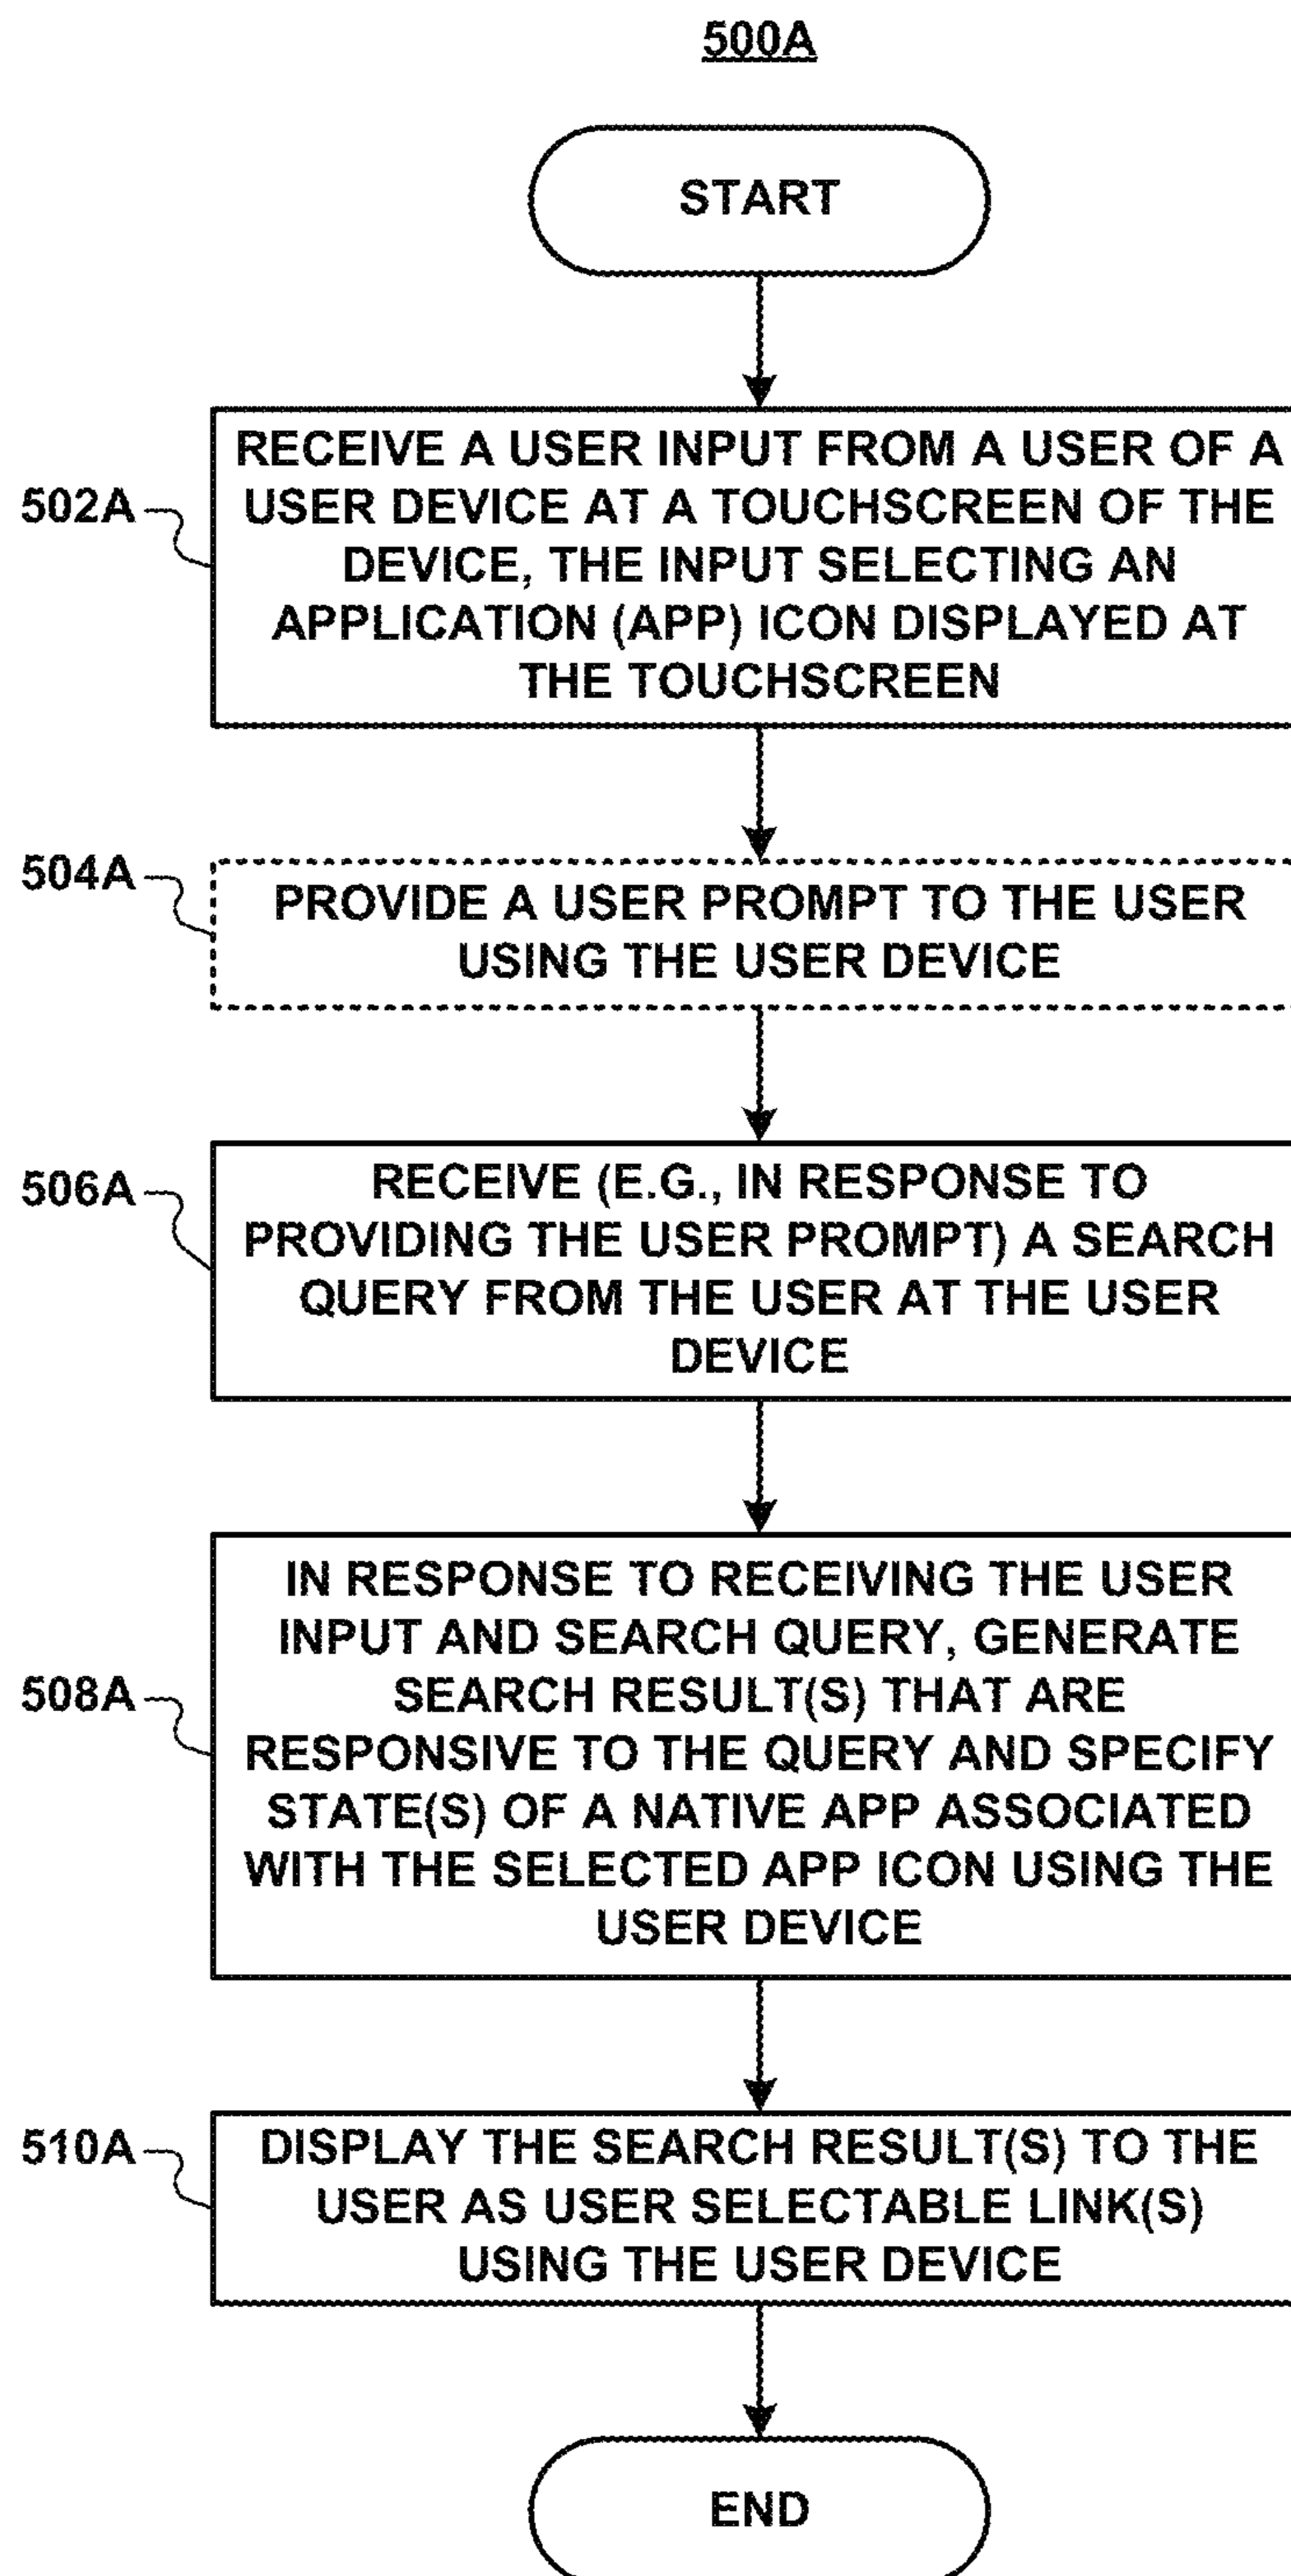 500A
START
502A
RECEIVE A USER INPUT FROM A USER OF A
USER DEVICE AT A TOUCHSCREEN OF THE
DEVICE, THE INPUT SELECTING AN
APPLICATION (APP) ICON DISPLAYED AT
THE TOUCHSCREEN
504A
PROVIDE A USER PROMPT TO THE USER
USING THE USER DEVICE
506A
RECEIVE (E.G., IN RESPONSE TO
PROVIDING THE USER PROMPT) A SEARCH
QUERY FROM THE USER AT THE USER
DEVICE
508A
IN RESPONSE TO RECEIVING THE USER
INPUT AND SEARCH QUERY, GENERATE
SEARCH RESULT(S) THAT ARE
RESPONSIVE TO THE QUERY AND SPECIFY
STATE(S) OF A NATIVE APP ASSOCIATED
WITH THE SELECTED APP ICON USING THE
USER DEVICE
510A
DISPLAY THE SEARCH RESULT(S) TO THE
USER AS USER SELECTABLE LINK(S)
USING THE USER DEVICE
END